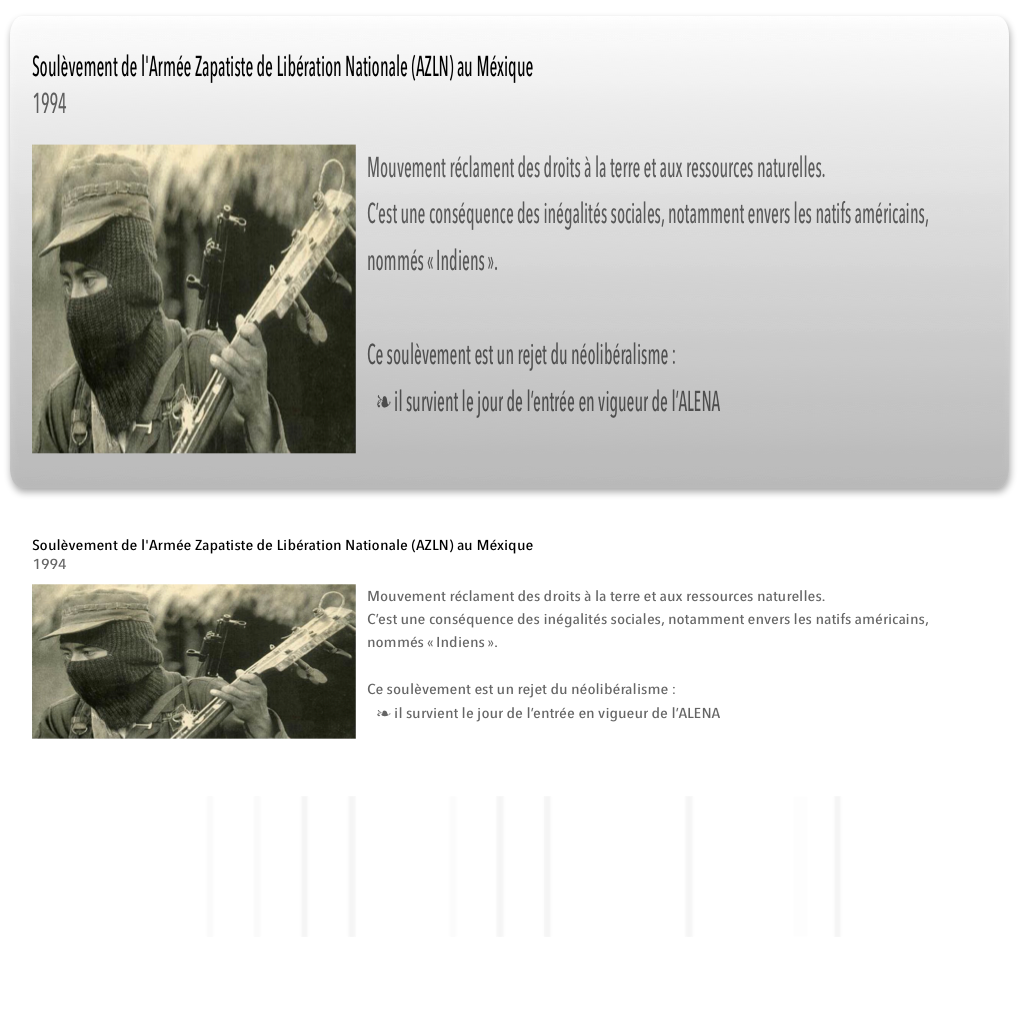 Soulèvement de l'Armée Zapatiste de Libération Nationale (AZLN) au Méxique
1994
Mouvement réclament des droits à la terre et aux ressources naturelles.
C’est une conséquence des inégalités sociales, notamment envers les natifs américains,
nommés « Indiens ».
Ce soulèvement est un rejet du néolibéralisme :
❧ il survient le jour de l’entrée en vigueur de l’ALENA
Soulèvement de l'Armée Zapatiste de Libération Nationale (AZLN) au Méxique
1994
Mouvement réclament des droits à la terre et aux ressources naturelles.
C’est une conséquence des inégalités sociales, notamment envers les natifs américains,
nommés « Indiens ».
Ce soulèvement est un rejet du néolibéralisme :
❧ il survient le jour de l’entrée en vigueur de l’ALENA